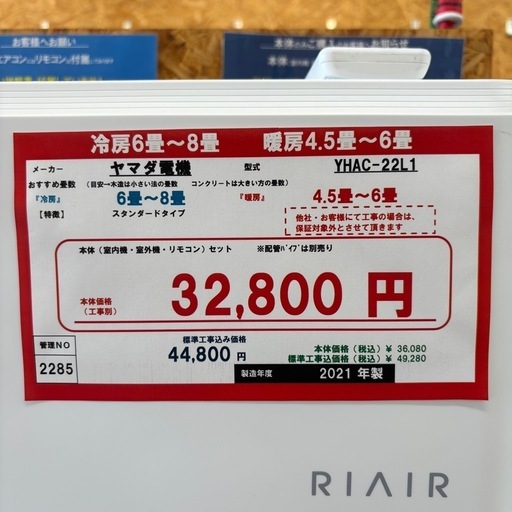 お客様へお願い
冷房6畳～8畳 暖房4.5畳～6畳
メーカー ヤマダ電機 型式 YHAC-22L1
おすすめ畳数 (目安→木造は小さい法の畳数 コンクリートは大きい方の畳数)
『冷房』 6畳～8畳 『暖房』 4.5畳～6畳
【特徴】 スタンダードタイプ
他社・お客様にて工事の場合は、
保証対象外とさせて頂きます
本体（室内機・室外機・リモコン）セット ※配管ﾊﾟｲﾌﾟは別売り
本体価格
（工事別）
32,800 円
標準工事込み価格
44,800 円
本体価格（税込）¥ 36,080
標準工事込価格（税込）¥ 49,280
管理NO
2285
製造年度 2021 年製
RIAIR